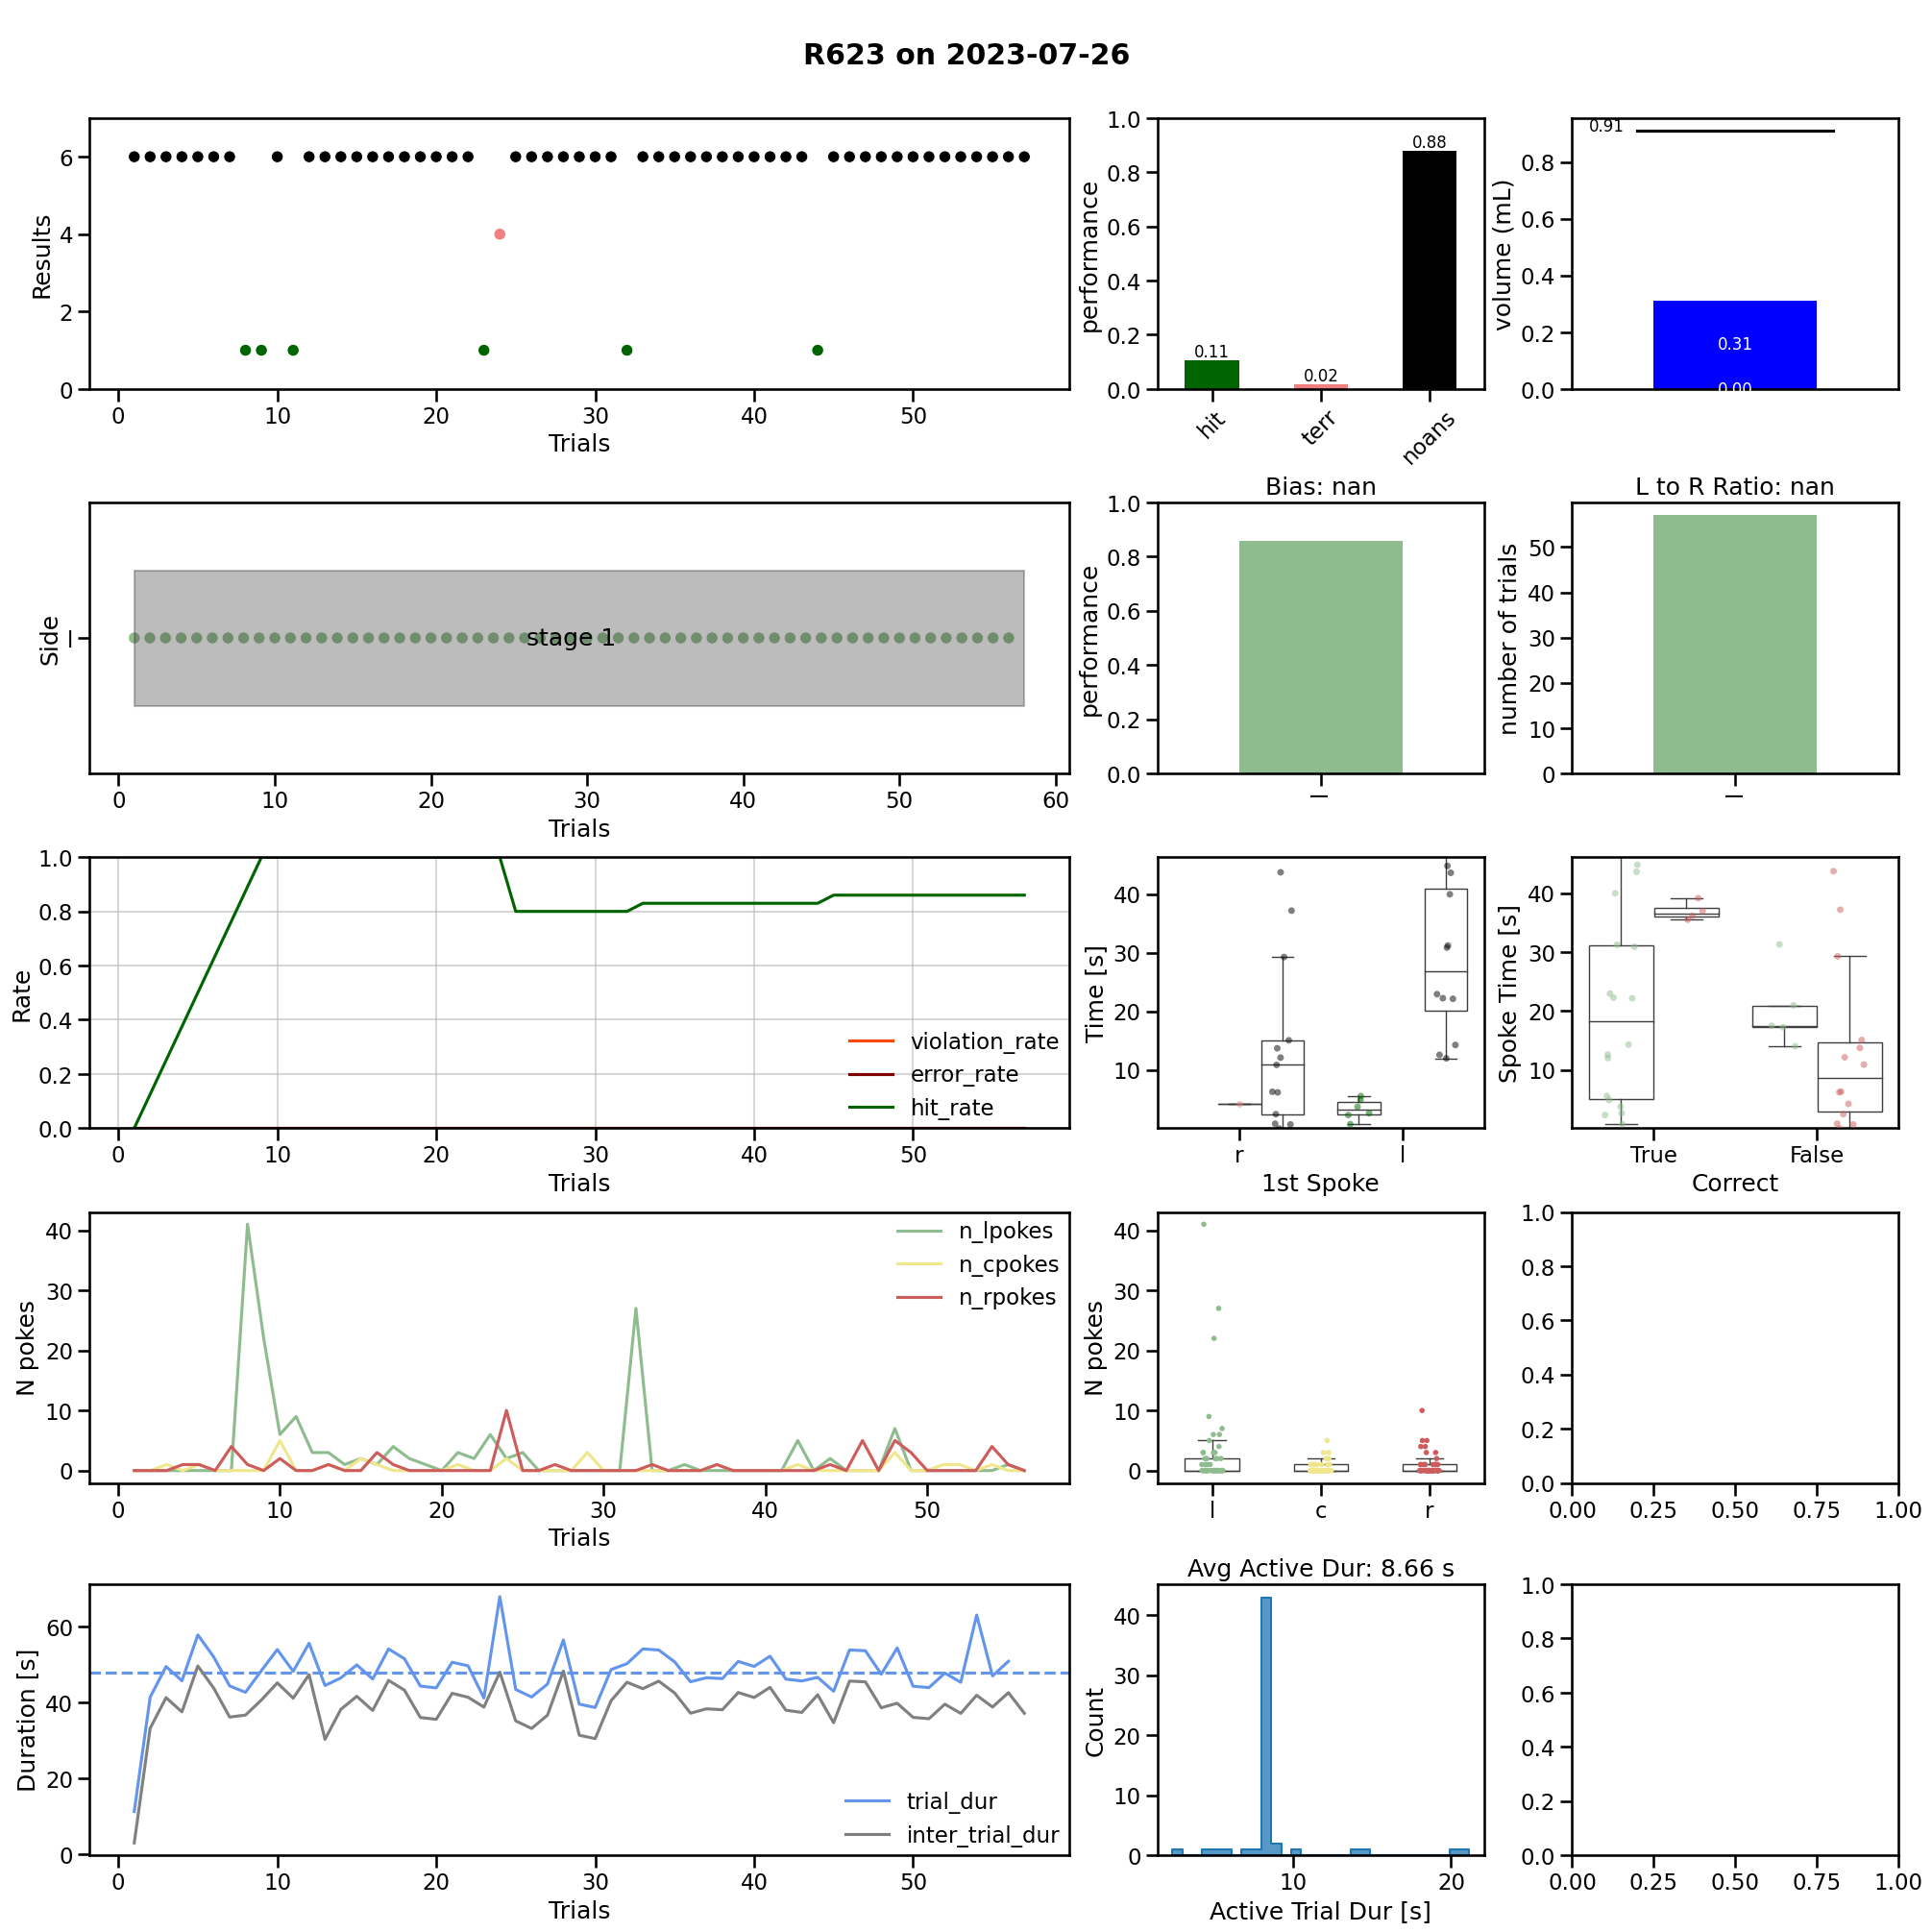 R623 on 2023-07-26
Results
6
4
2
0
0 10 20 30 40 50
Trials
performance
1.0
0.8
0.6
0.4
0.2
0.0
0.11
0.02
0.88
hit
terr
noans
volume (mL)
0.8
0.6
0.4
0.2
0.0
0.91
0.31
0.00
Side
l
stage 1
0 10 20 30 40 50 60
Trials
Bias: nan
performance
1.0
0.8
0.6
0.4
0.2
0.0
l
L to R Ratio: nan
number of trials
50
40
30
20
10
0
l
Rate
1.0
0.8
0.6
0.4
0.2
0.0
violation_rate
error_rate
hit_rate
0 10 20 30 40 50
Trials
Time [s]
40
30
20
10
r l
1st Spoke
Spoke Time [s]
40
30
20
10
True False
Correct
N pokes
40
30
20
10
0
n_lpokes
n_cpokes
n_rpokes
0 10 20 30 40 50
Trials
N pokes
40
30
20
10
0
l c r
1.0
0.8
0.6
0.4
0.2
0.0
0.00 0.25 0.50 0.75 1.00
Duration [s]
60
40
20
0
trial_dur
inter_trial_dur
0 10 20 30 40 50
Trials
Avg Active Dur: 8.66 s
Count
40
30
20
10
0
10 20
Active Trial Dur [s]
1.0
0.8
0.6
0.4
0.2
0.0
0.00 0.25 0.50 0.75 1.00